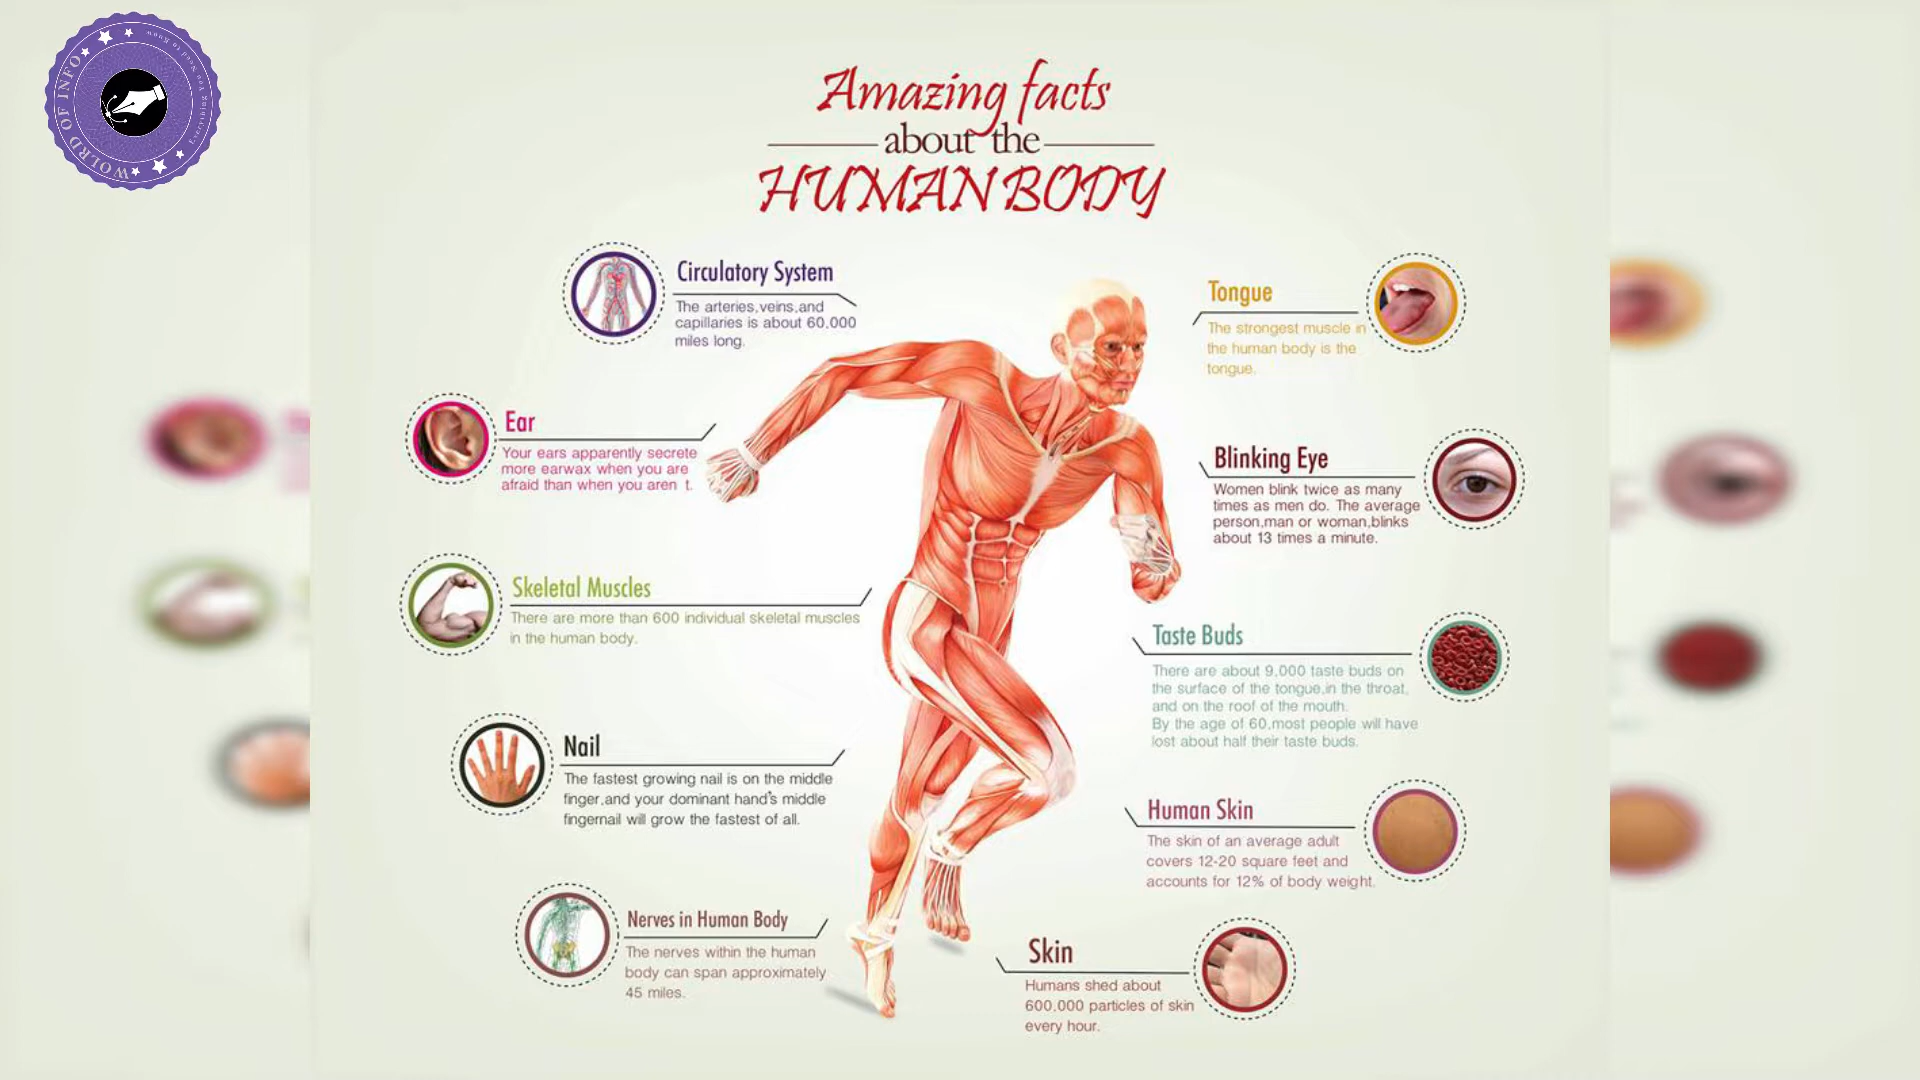 WOLRD OF INFO
Everything You Need to Know
Amazing facts
about the
HUMAN BODY
Circulatory System
The arteries,veins,and
capillaries is about 60,000
miles long.
Ear
Your ears apparently secrete
more earwax when you are
afraid than when you aren t.
Skeletal Muscles
There are more than 600 individual skeletal muscles
in the human body.
Nail
The fastest growing nail is on the middle
finger,and your dominant hand's middle
fingernail will grow the fastest of all.
Nerves in Human Body
The nerves within the human
body can span approximately
45 miles.
Tongue
The strongest muscle in
the human body is the
tongue.
Blinking Eye
Women blink twice as many
times as men do. The average
person,man or woman,blinks
about 13 times a minute.
Taste Buds
There are about 9,000 taste buds on
the surface of the tongue,in the throat,
and on the roof of the mouth.
By the age of 60,most people will have
lost about half their taste buds.
Human Skin
The skin of an average adult
covers 12-20 square feet and
accounts for 12% of body weight.
Skin
Humans shed about
600,000 particles of skin
every hour.